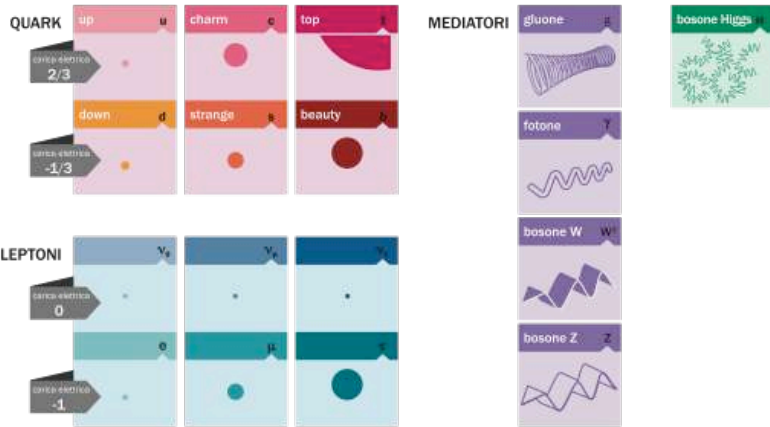 QUARK
up u
charm c
top t
carica elettrica
2/3
down d
strange s
beauty b
carica elettrica
-1/3
LEPTONI
νe
νμ
ντ
carica elettrica
0
e
μ
τ
carica elettrica
-1
MEDIATORI
gluone g
fotone γ
bosone W W±
bosone Z Z
bosone Higgs H